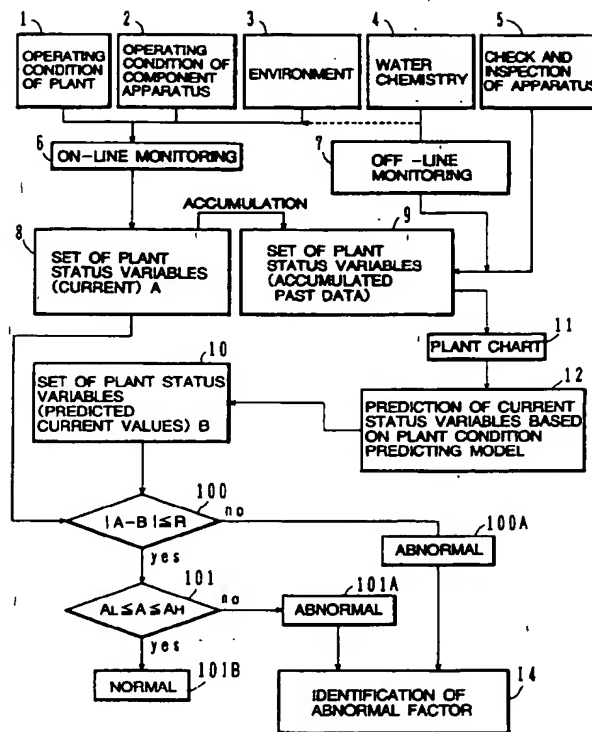 1
2
3
4
5
OPERATING
CONDITION
OF PLANT
OPERATING
CONDITION OF
COMPONENT
APPARATUS
ENVIRONMENT
WATER
CHEMISTRY
CHECK AND
INSPECTION
OF APPARATUS
6
ON-LINE MONITORING
7
OFF -LINE
MONITORING
ACCUMULATION
8
SET OF PLANT
STATUS VARIABLES
(CURRENT) A
9
SET OF PLANT
STATUS VARIABLES
(ACCUMULATED
PAST DATA)
11
PLANT CHART
10
SET OF PLANT STATUS
VARIABLES
(PREDICTED
CURRENT VALUES) B
12
PREDICTION OF CURRENT
STATUS VARIABLES BASED
ON PLANT CONDITION
PREDICTING MODEL
100
|A-B|≤R
no
yes
100A
ABNORMAL
101
AL≤A≤AH
no
yes
101A
ABNORMAL
NORMAL
101B
14
IDENTIFICATION OF
ABNORMAL FACTOR